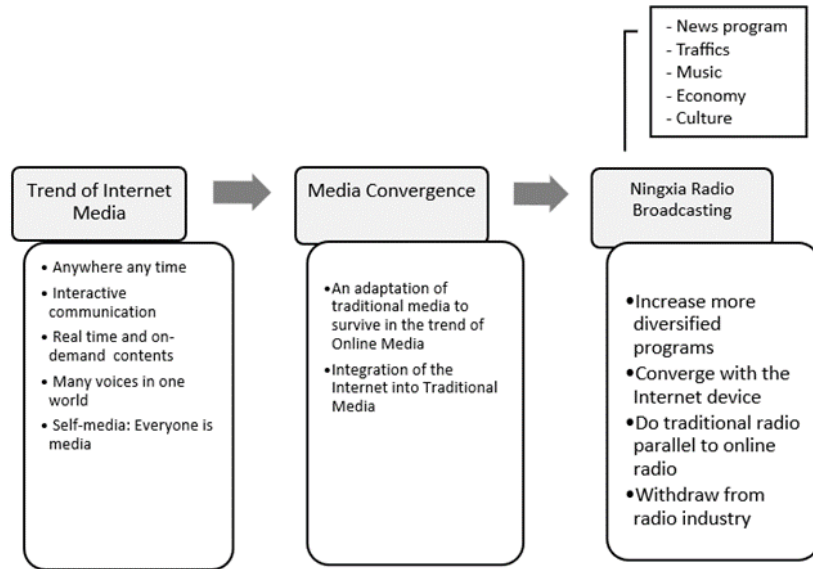 - News program
- Traffics
- Music
- Economy
- Culture
Trend of Internet
Media
• Anywhere any time
• Interactive
communication
• Real time and on-
demand contents
• Many voices in one
world
• Self-media: Everyone is
media
Media Convergence
•An adaptation of
traditional media to
survive in the trend of
Online Media
•Integration of the
Internet into Traditional
Media
Ningxia Radio
Broadcasting
•Increase more
diversified
programs
•Converge with the
Internet device
•Do traditional radio
parallel to online
radio
•Withdraw from
radio industry